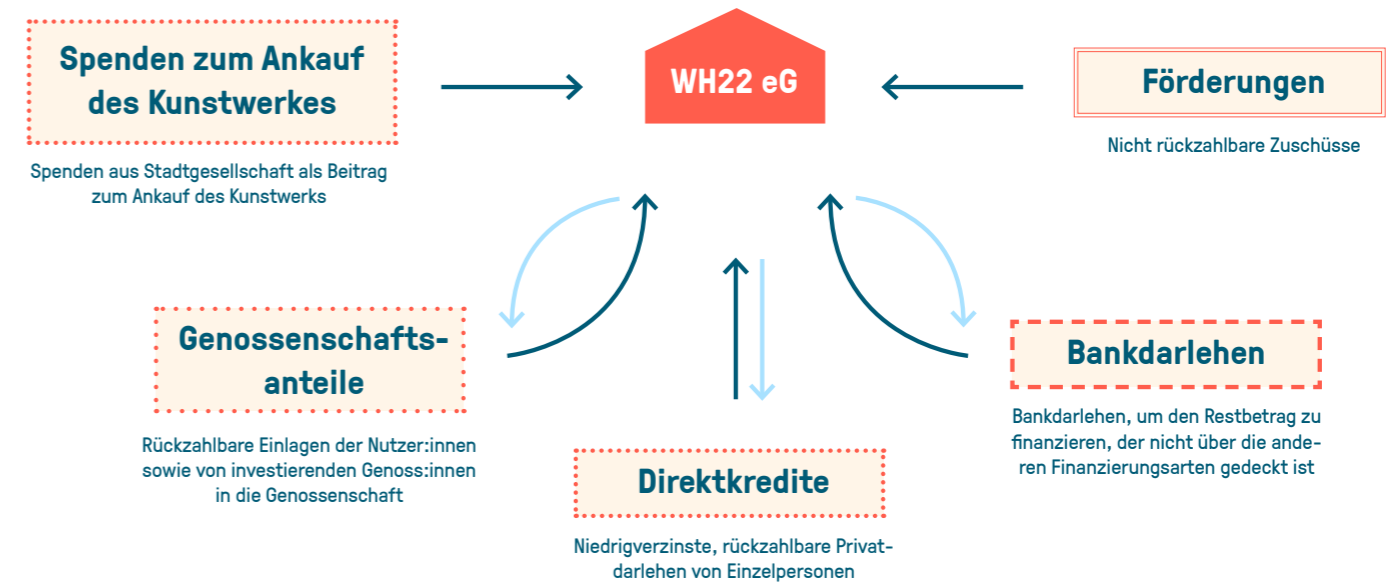 Spenden zum Ankauf
des Kunstwerkes
Spenden aus Stadtgesellschaft als Beitrag
zum Ankauf des Kunstwerks
WH22 eG
Förderungen
Nicht rückzahlbare Zuschüsse
Genossenschafts-
anteile
Rückzahlbare Einlagen der Nutzer:innen
sowie von investierenden Genoss:innen
in die Genossenschaft
Direktkredite
Niedrigverzinste, rückzahlbare Privat-
darlehen von Einzelpersonen
Bankdarlehen
Bankdarlehen, um den Restbetrag zu
finanzieren, der nicht über die ande-
ren Finanzierungsarten gedeckt ist